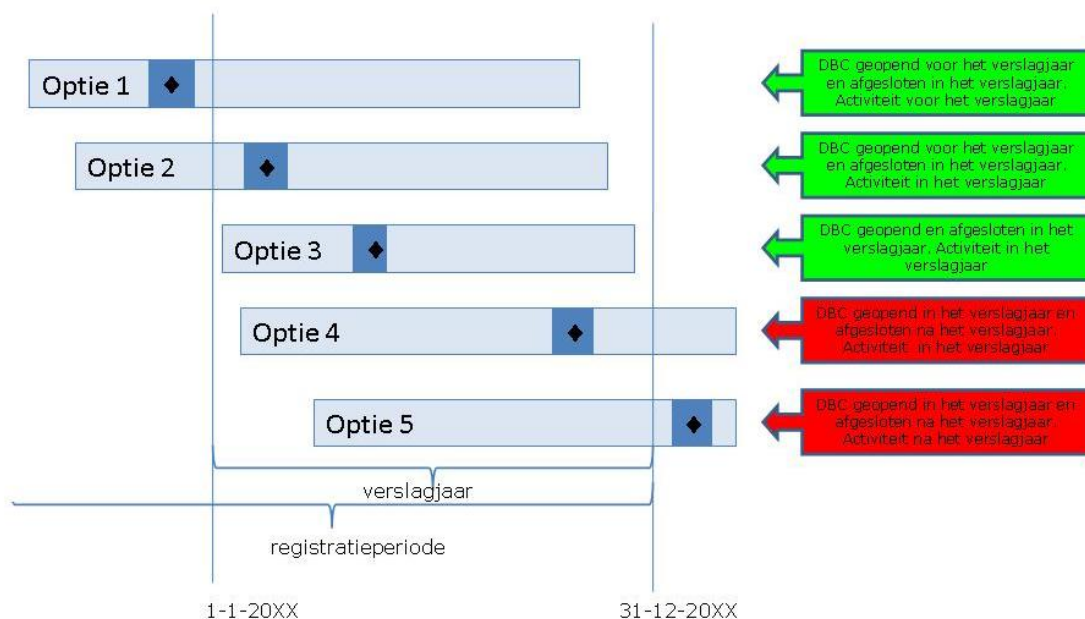 Optie 1
DBC geopend voor het verslagjaar
en afgesloten in het verslagjaar.
Activiteit voor het verslagjaar
Optie 2
DBC geopend voor het verslagjaar
en afgesloten in het verslagjaar.
Activiteit in het verslagjaar
Optie 3
DBC geopend en afgesloten in het
verslagjaar. Activiteit in het
verslagjaar
Optie 4
DBC geopend in het verslagjaar en
afgesloten na het verslagjaar.
Activiteit in het verslagjaar
Optie 5
DBC geopend in het verslagjaar en
afgesloten na het verslagjaar.
Activiteit na het verslagjaar
verslagjaar
registratieperiode
1-1-20XX
31-12-20XX